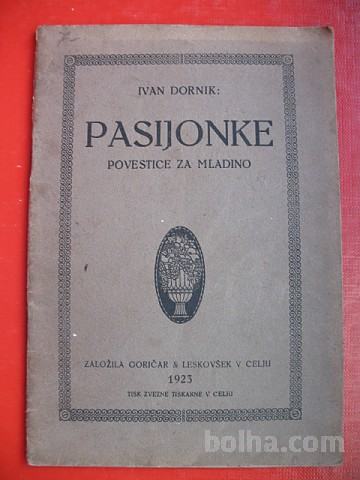 IVAN DORNIK:
PASIJONKE
POVESTICE ZA MLADINO
ZALOŽILA GORIČAR & LESKOVŠEK V CELJU
1923
TISK ZVEZNE TISKARNE V CELJU
bolha.com